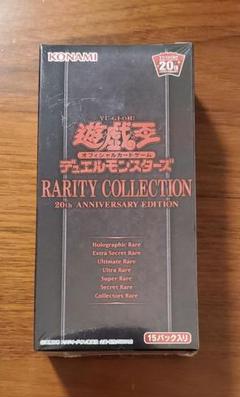 KONAMI
20th
YU-GI-OH!
遊戯王
オフィシャルカードゲーム
デュエルモンスターズ
RARITY COLLECTION
20th ANNIVERSARY EDITION
Holographic Rare
Extra Secret Rare
Ultimate Rare
Ultra Rare
Super Rare
Secret Rare
Collectors Rare
15パック入り